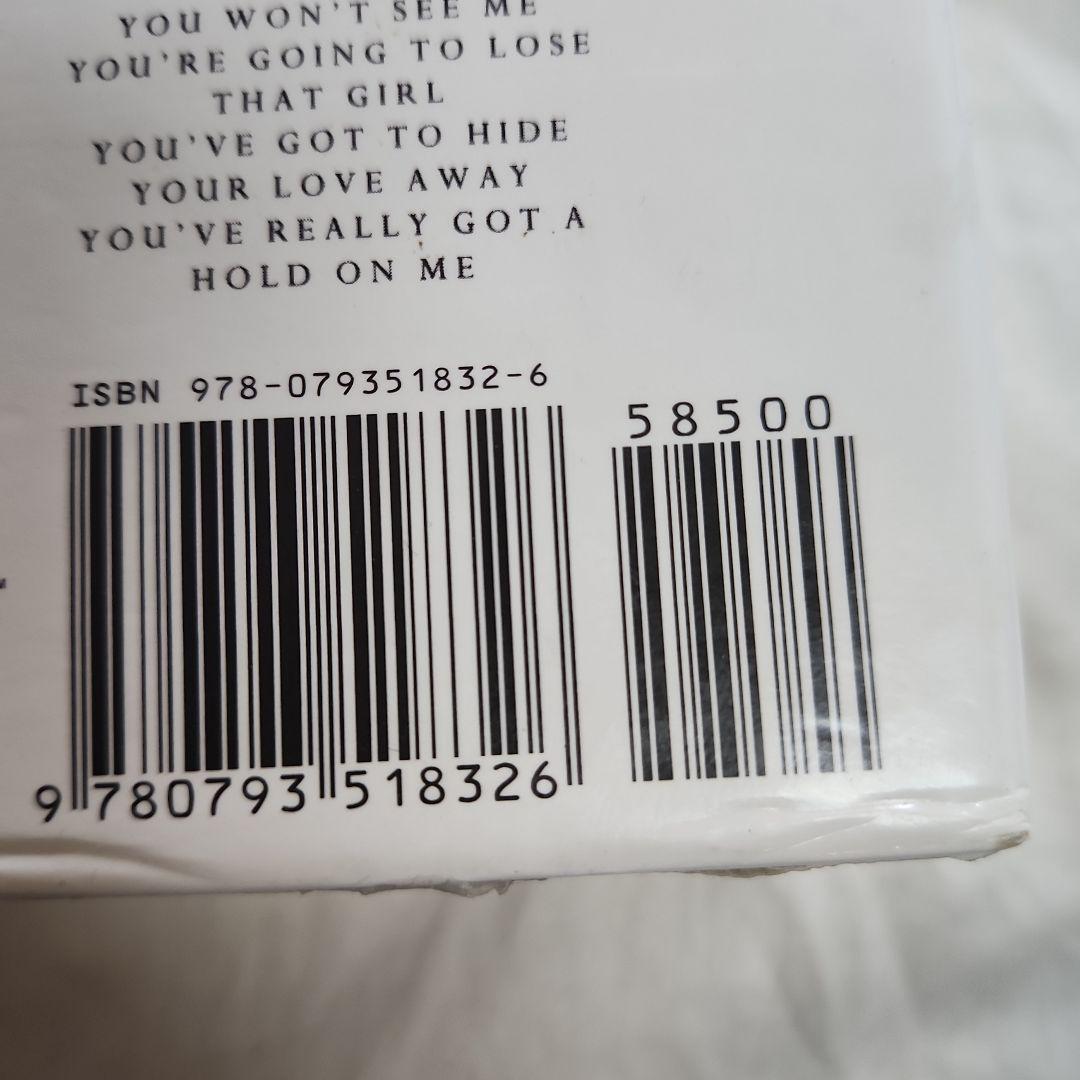 YOU WON'T SEE ME
YOU'RE GOING TO LOSE
THAT GIRL
YOU'VE GOT TO HIDE
YOUR LOVE AWAY
YOU'VE REALLY GOT A
HOLD ON ME
ISBN 978-079351832-6
58500
9 780793 518326